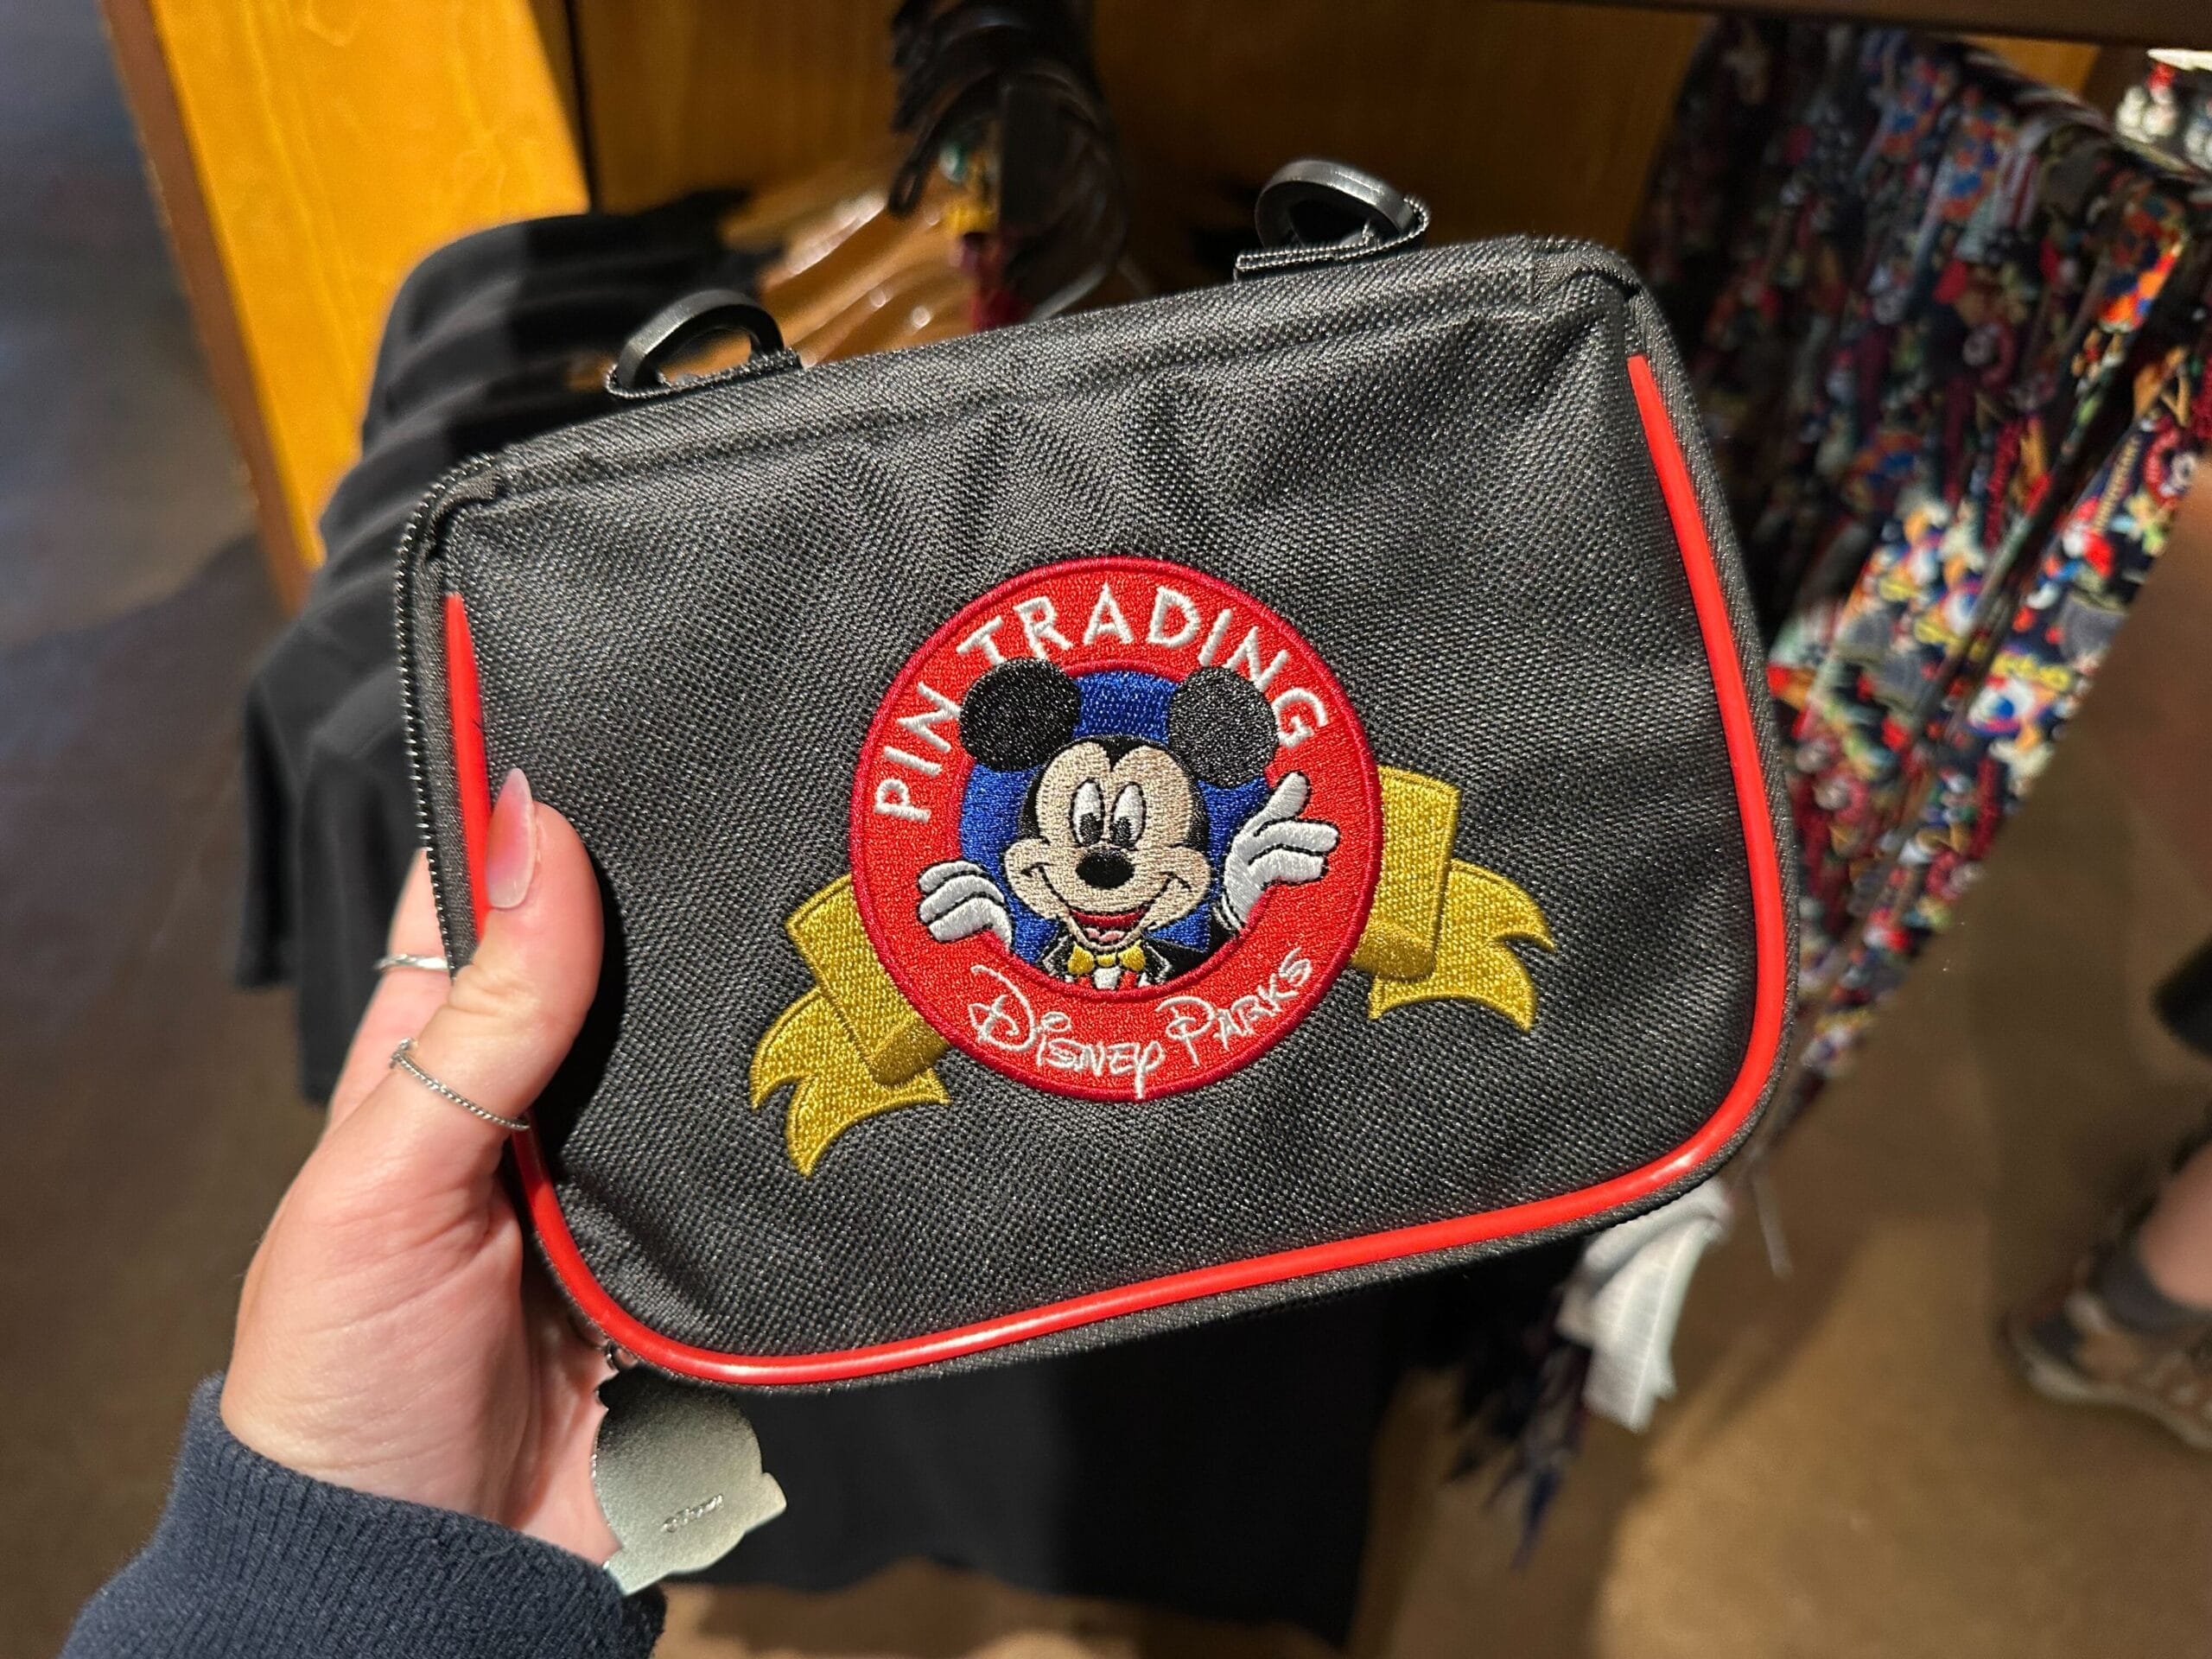 PIN TRADING
Disney Parks